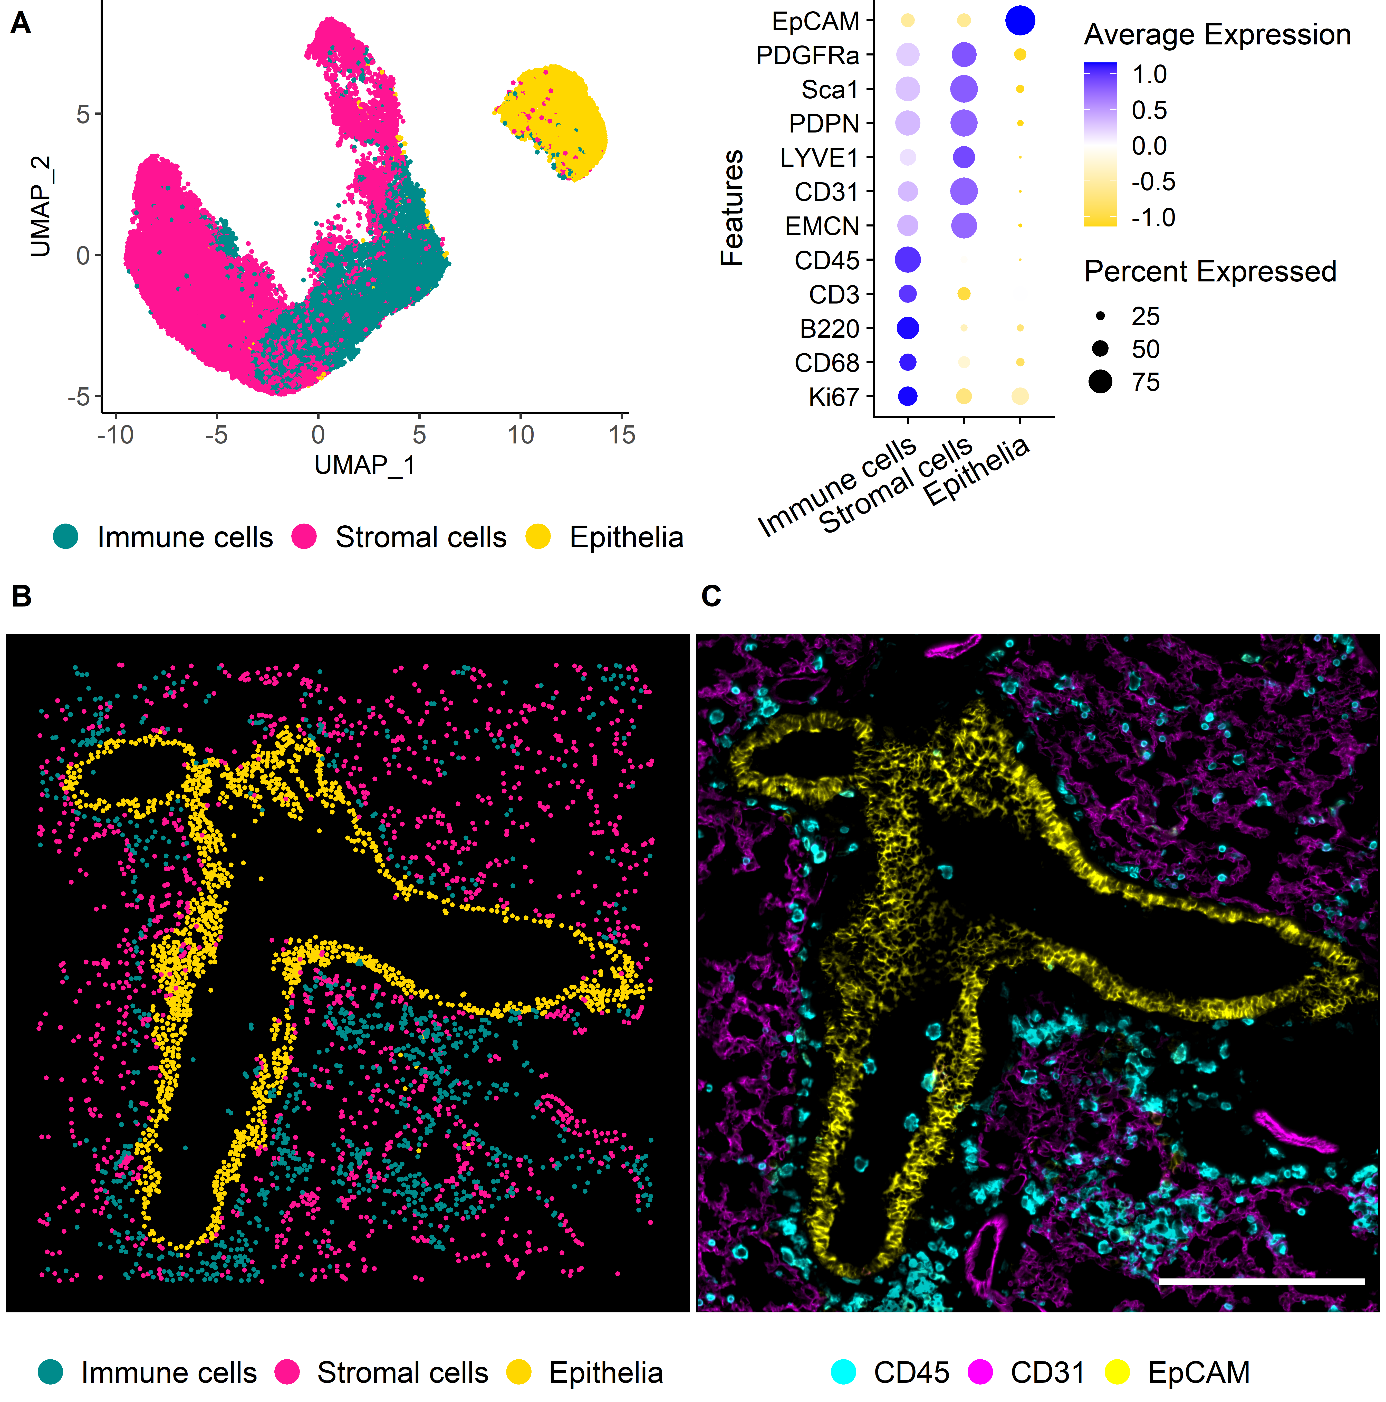 A
UMAP_2
5
0
-5
-10
-5
0
5
10
15
UMAP_1
Immune cells
Stromal cells
Epithelia
Features
EpCAM
PDGFRa
Sca1
PDPN
LYVE1
CD31
EMCN
CD45
CD3
B220
CD68
Ki67
Immune cells
Stromal cells
Epithelia
Average Expression
1.0
0.5
0.0
-0.5
-1.0
Percent Expressed
25
50
75
B
Immune cells
Stromal cells
Epithelia
C
CD45
CD31
EpCAM